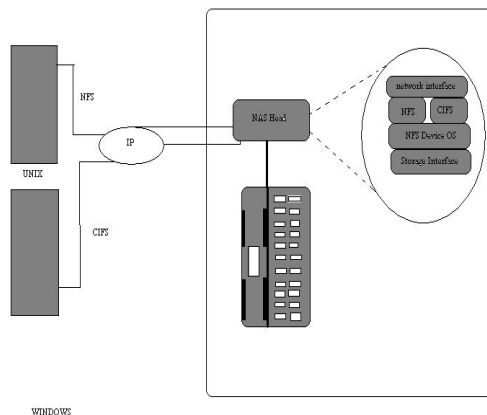 NFS
UNIX
IP
CIFS
WINDOWS
NAS Head
network interface
NFS
CIFS
NFS Device OS
Storage Interface